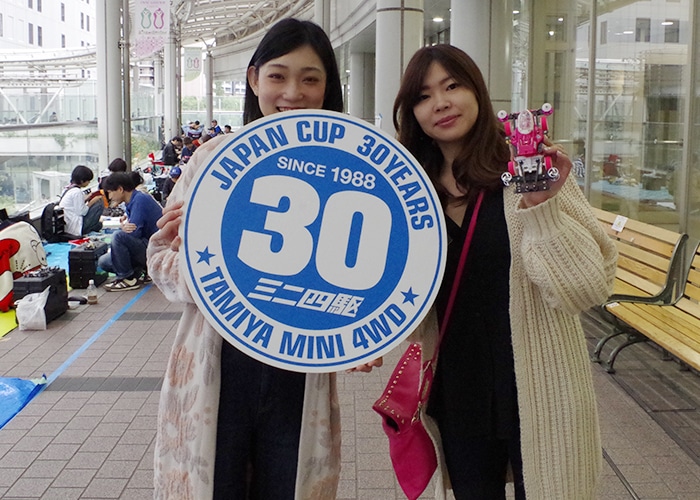 JAPAN CUP 30YEARS
SINCE 1988
30
ミニ四駆
TAMIYA MINI 4WD